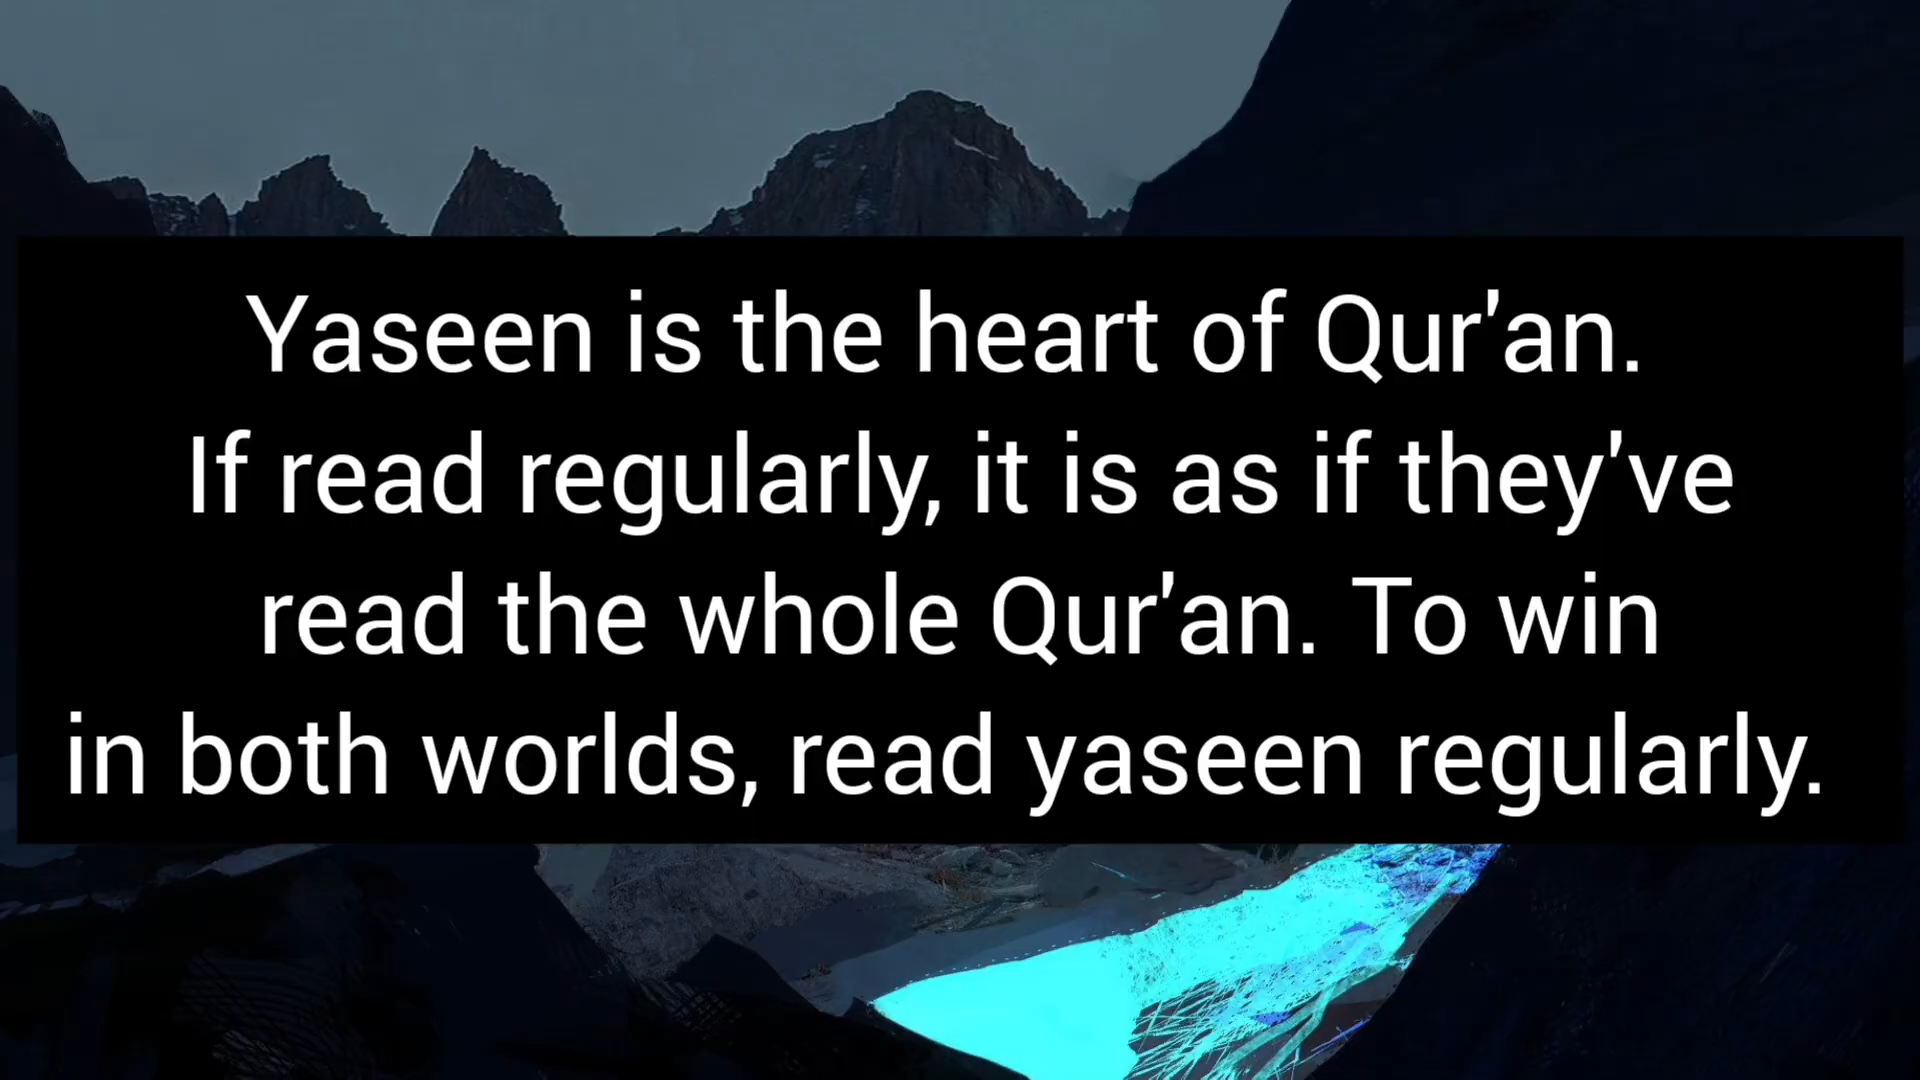 Yaseen is the heart of Qur'an.
If read regularly, it is as if they've
read the whole Qur'an. To win
in both worlds, read yaseen regularly.